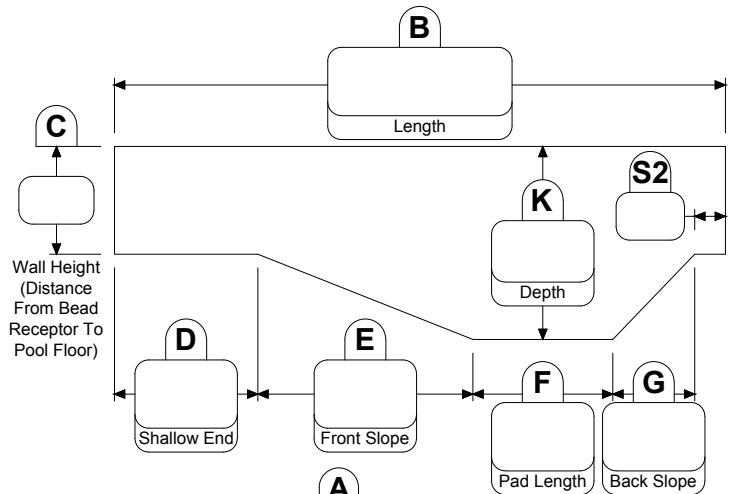 B
Length
C
S2
K
Wall Height
(Distance
From Bead
Receptor To
Pool Floor)
Depth
D
E
F
G
Shallow End
Front Slope
Pad Length
Back Slope
A